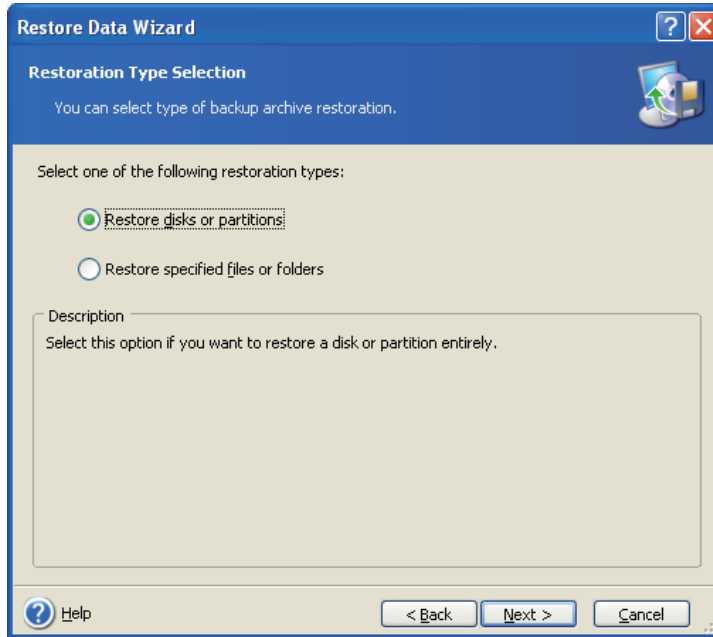 Restore Data Wizard
?
Restoration Type Selection
You can select type of backup archive restoration.
Select one of the following restoration types:
Restore disks or partitions
Restore specified files or folders
Description
Select this option if you want to restore a disk or partition entirely.
? Help
< Back Next > Cancel